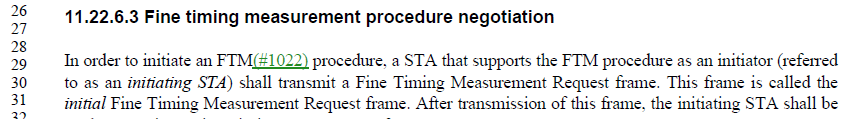 26
27
28
29
30
31
32
11.22.6.3 Fine timing measurement procedure negotiation
In order to initiate an FTM(#1022) procedure, a STA that supports the FTM procedure as an initiator (referred
to as an initiating STA) shall transmit a Fine Timing Measurement Request frame. This frame is called the
initial Fine Timing Measurement Request frame. After transmission of this frame, the initiating STA shall be